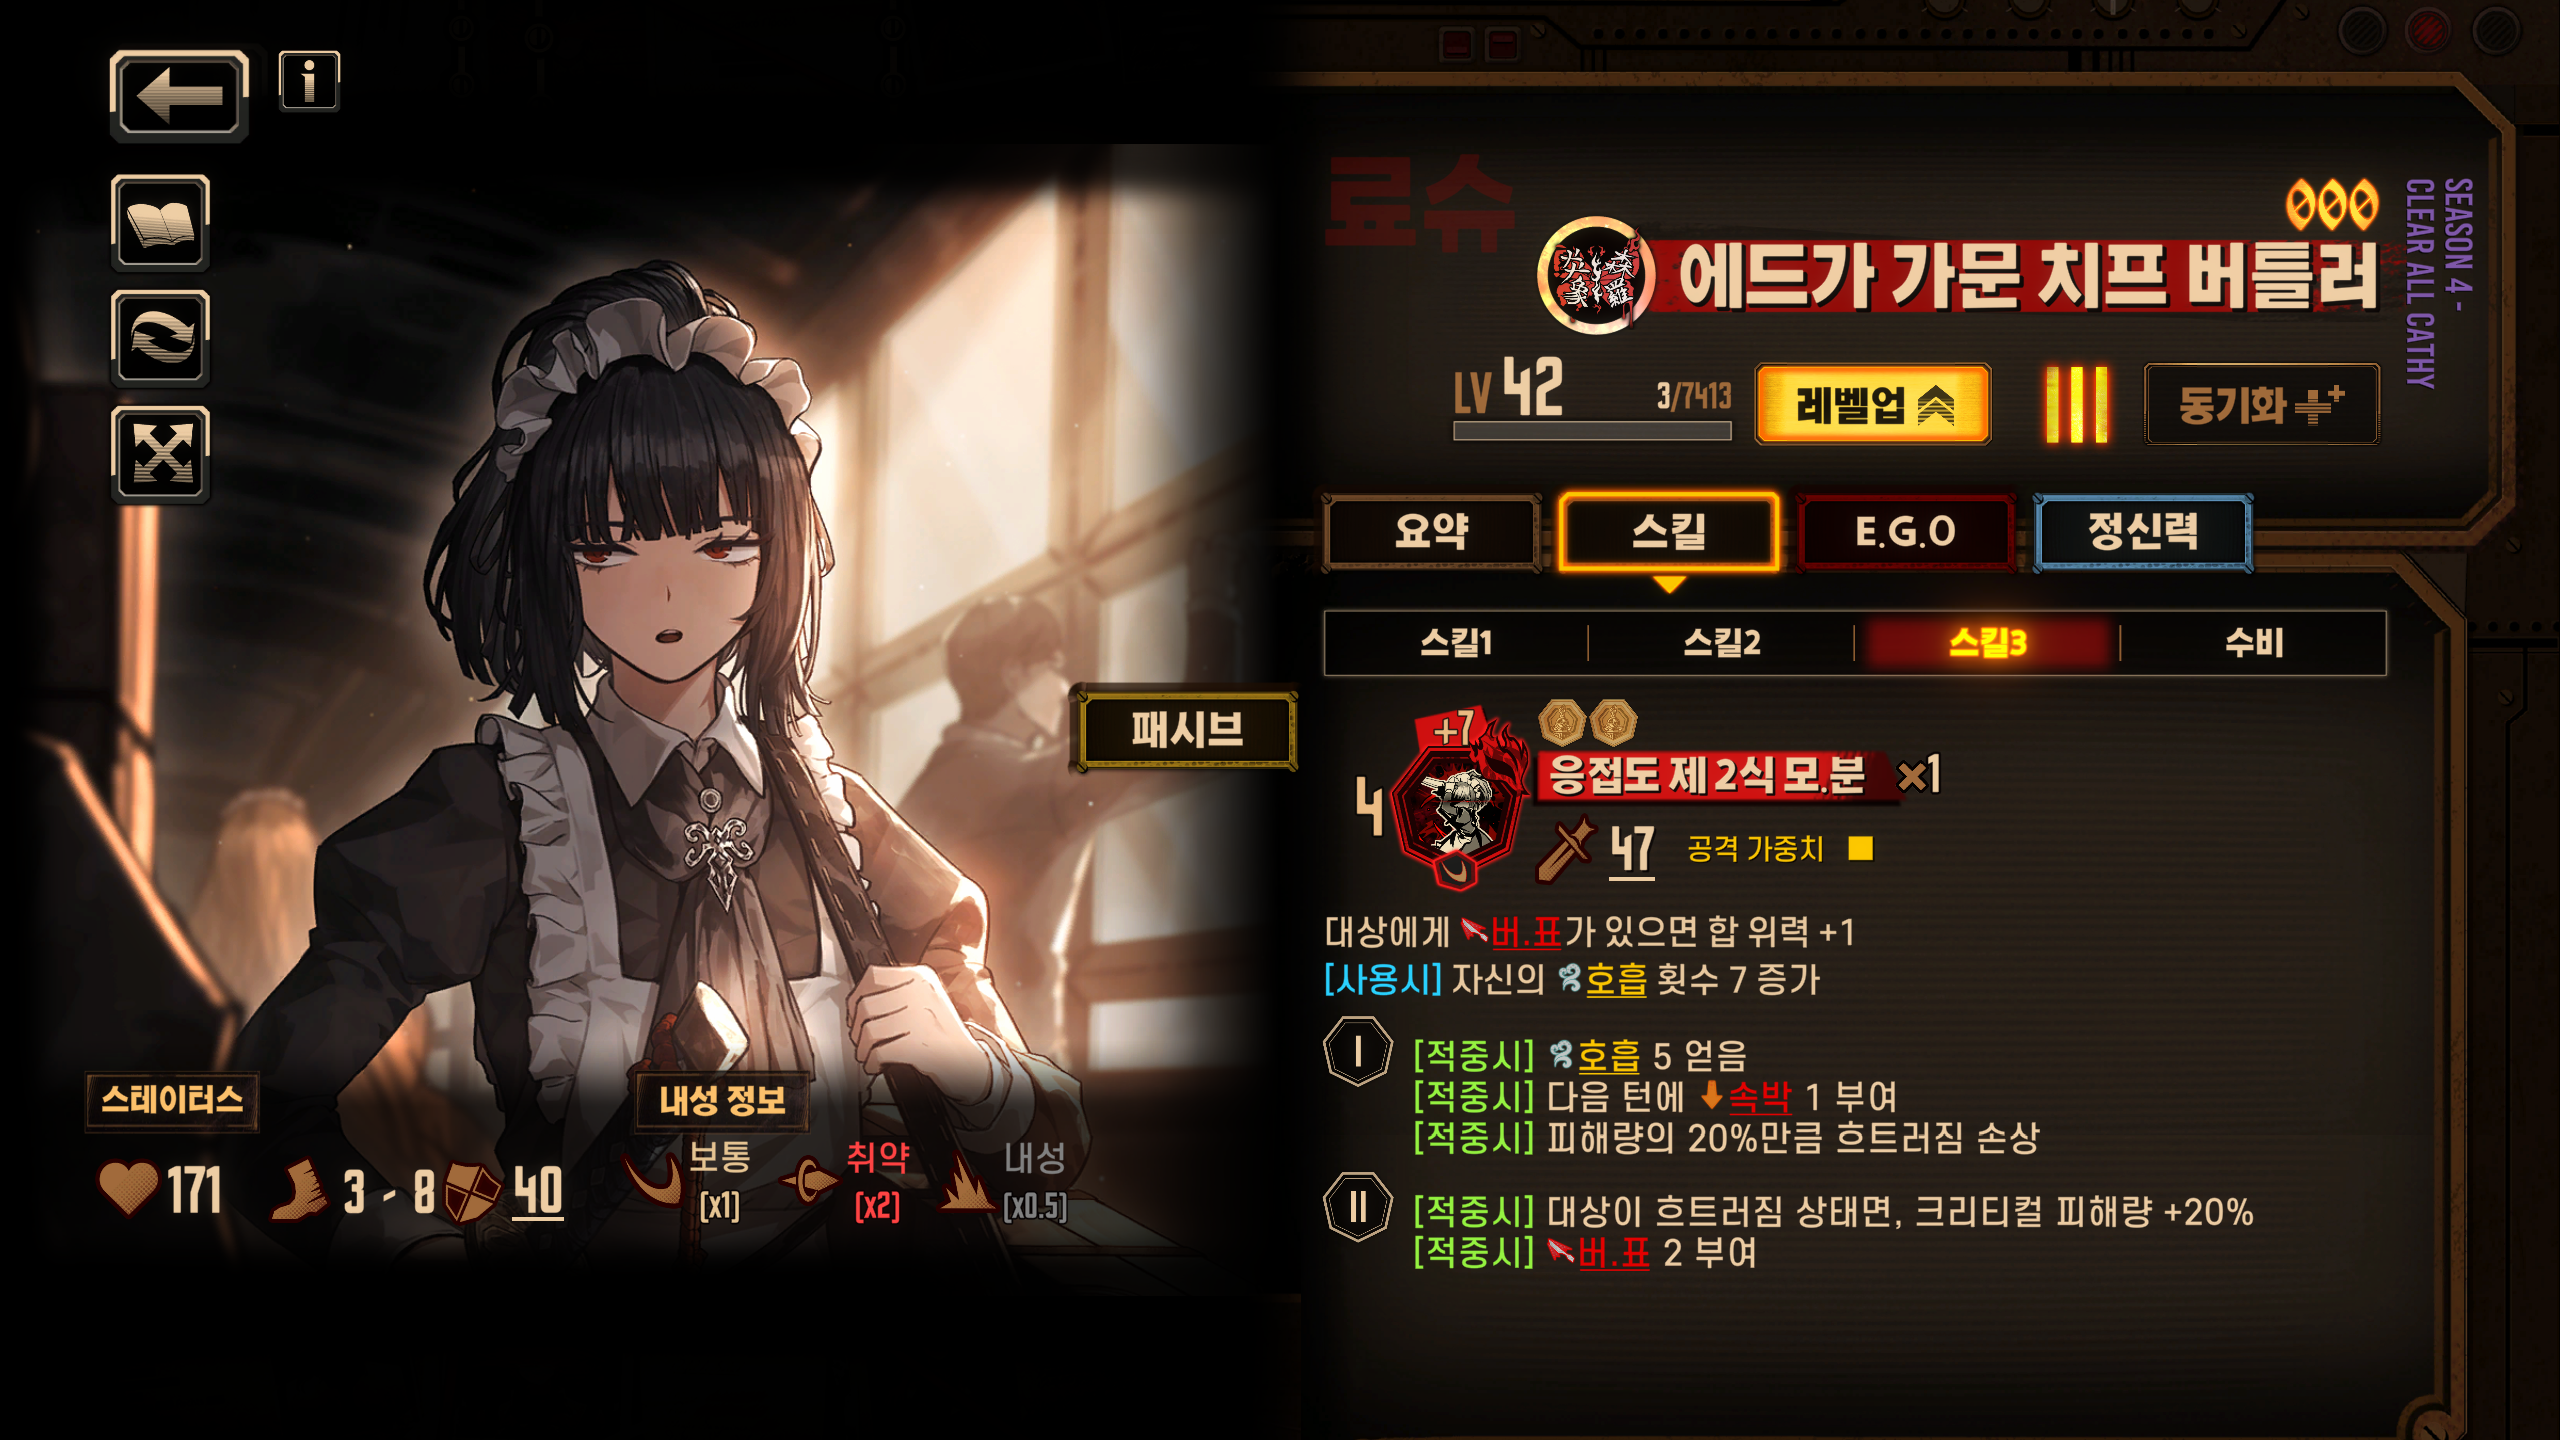 료슈
에드가 가문 치프 버틀러
SEASON 4 -
CLEAR ALL CATHY
LV 42
3/7413
레벨업
동기화
요약
스킬
E.G.O
정신력
스킬1
스킬2
스킬3
수비
패시브
+7
4
응접도 제 2식 모.분 ×1
47 공격 가중치
대상에게 버.표가 있으면 합 위력 +1
[사용시] 자신의 호흡 횟수 7 증가
I
[적중시] 호흡 5 얻음
[적중시] 다음 턴에 속박 1 부여
[적중시] 피해량의 20%만큼 흐트러짐 손상
II
[적중시] 대상이 흐트러짐 상태면, 크리티컬 피해량 +20%
[적중시] 버.표 2 부여
스테이터스
171
3 - 8
40
내성 정보
보통
(x1)
취약
(x2)
내성
(x0.5)